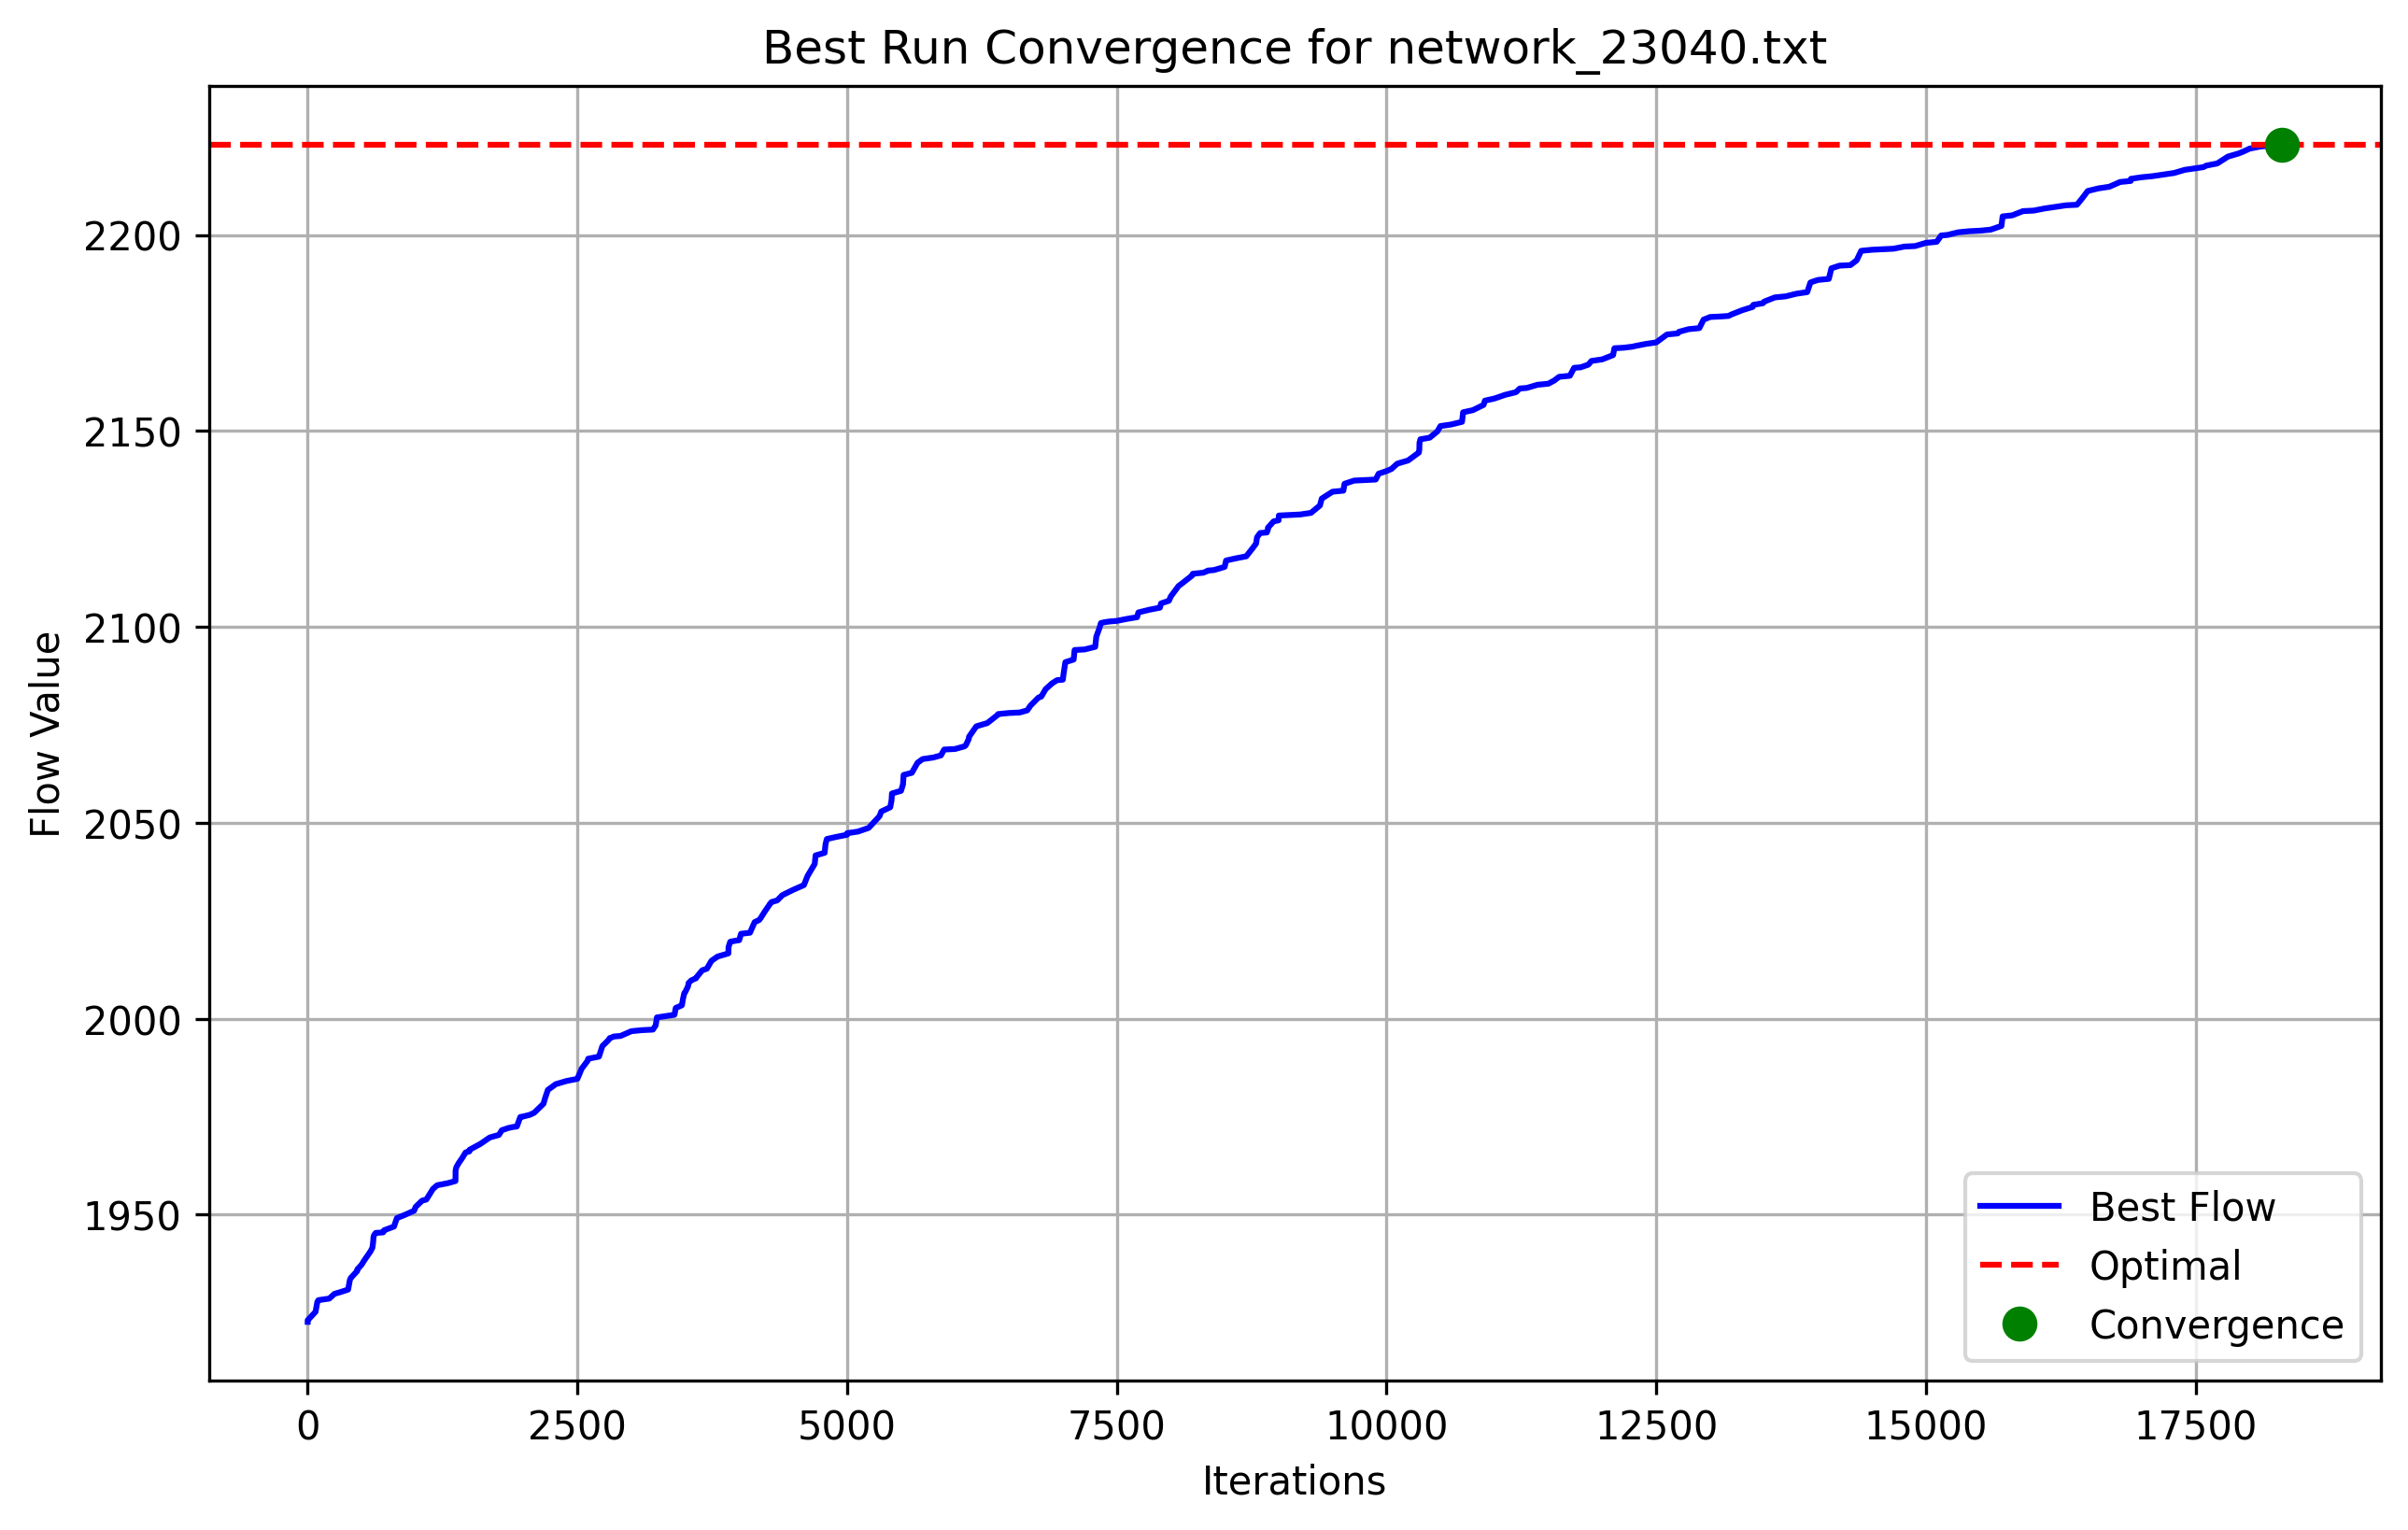 Best Run Convergence for network_23040.txt
Flow Value
2200
2150
2100
2050
2000
1950
Best Flow
Optimal
Convergence
0 2500 5000 7500 10000 12500 15000 17500
Iterations